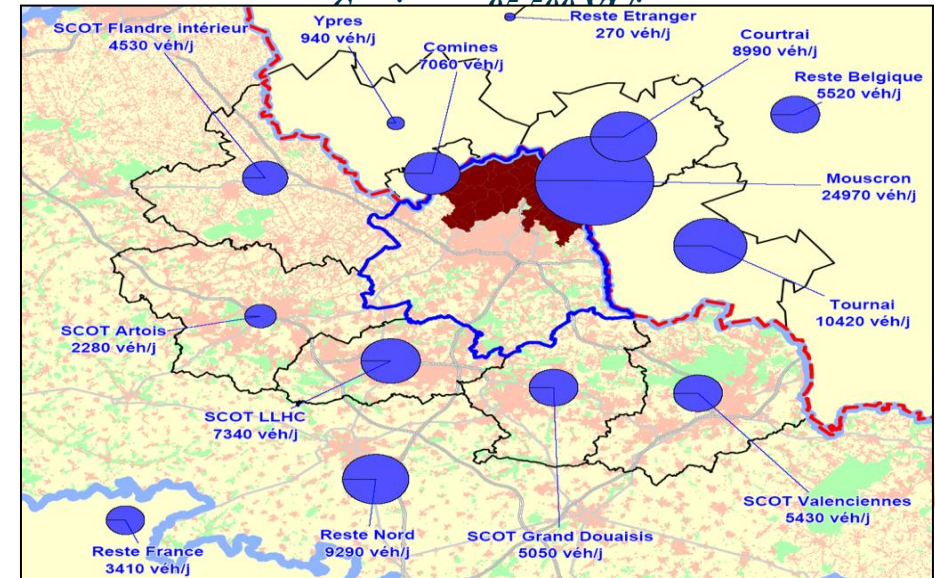 SCOT Flandre intérieur
4530 véh/j
Ypres
940 véh/j
Comines
7060 véh/j
Reste Etranger
270 véh/j
Courtrai
8990 véh/j
Reste Belgique
5520 véh/j
Mouscron
24970 véh/j
Tournai
10420 véh/j
SCOT Artois
2280 véh/j
SCOT LLHC
7340 véh/j
SCOT Valenciennes
5430 véh/j
Reste Nord
9290 véh/j
SCOT Grand Douaisis
5050 véh/j
Reste France
3410 véh/j